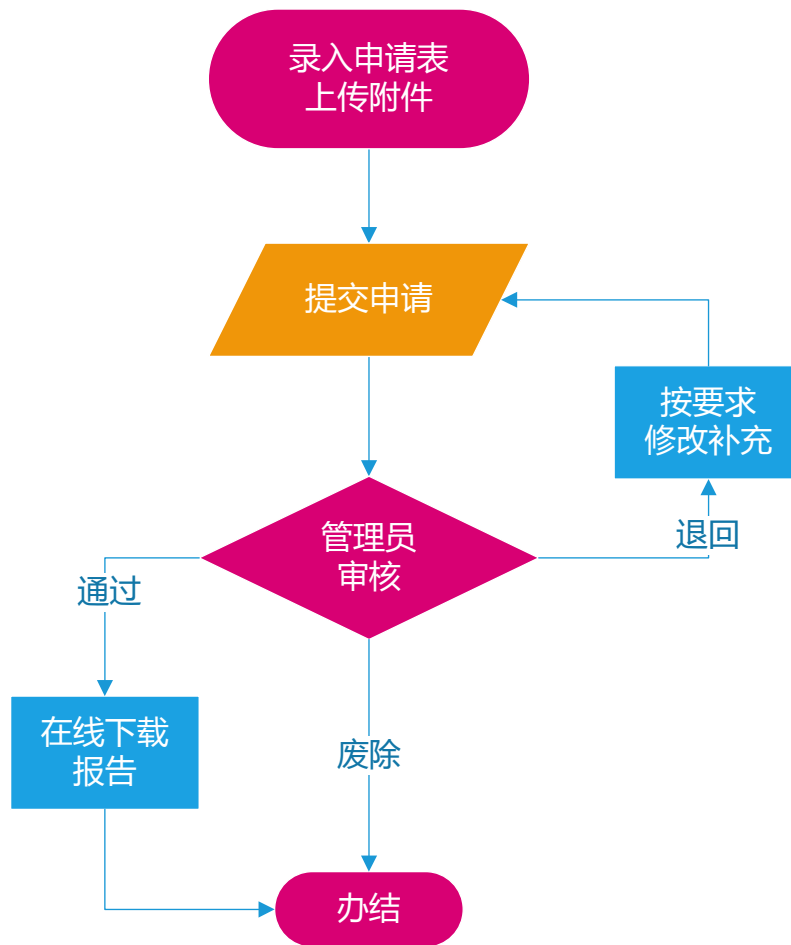 录入申请表
上传附件
提交申请
按要求
修改补充
管理员
审核
退回
通过
在线下载
报告
废除
办结